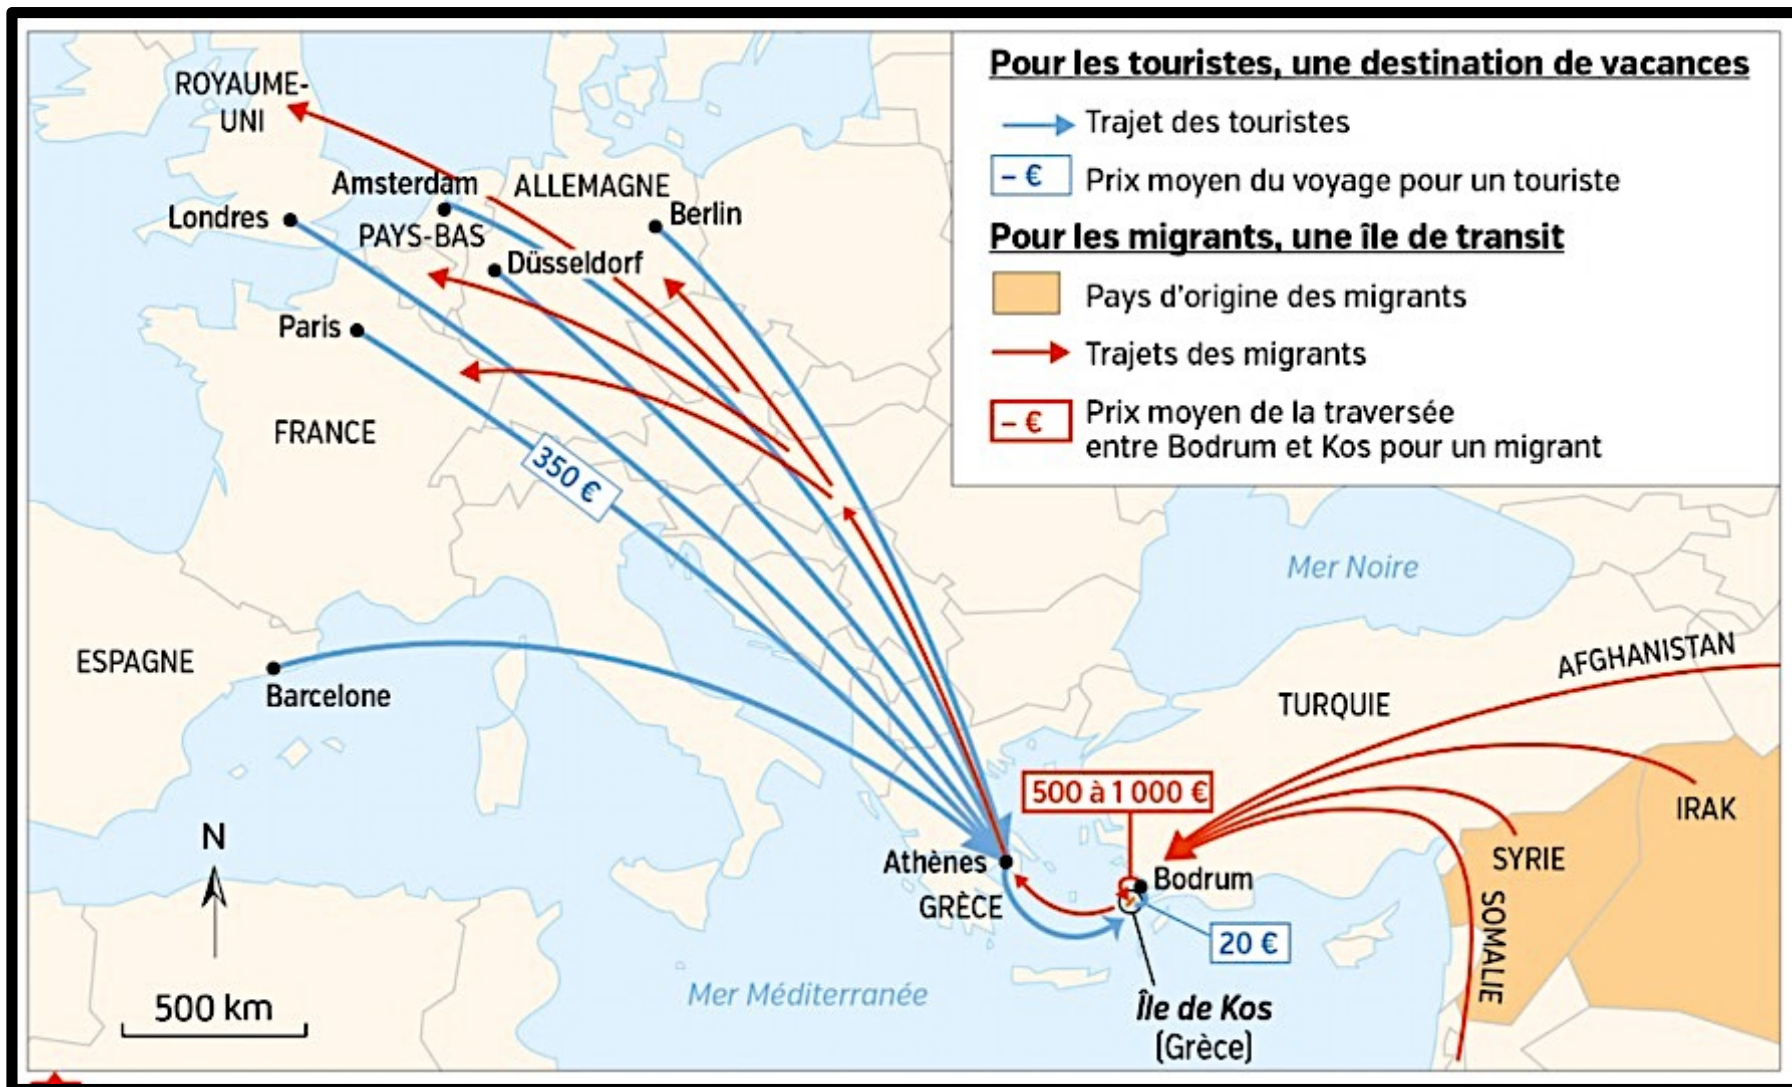 Pour les touristes, une destination de vacances
Trajet des touristes
– €
Prix moyen du voyage pour un touriste
Pour les migrants, une île de transit
Pays d'origine des migrants
Trajets des migrants
– €
Prix moyen de la traversée
entre Bodrum et Kos pour un migrant
ROYAUME-
UNI
Amsterdam
ALLEMAGNE
Londres
Berlin
PAYS-BAS
Düsseldorf
Paris
FRANCE
350 €
Mer Noire
ESPAGNE
Barcelone
AFGHANISTAN
TURQUIE
500 à 1 000 €
IRAK
N
Athènes
Bodrum
SYRIE
GRÈCE
SOMALIE
20 €
Mer Méditerranée
500 km
Île de Kos
(Grèce)